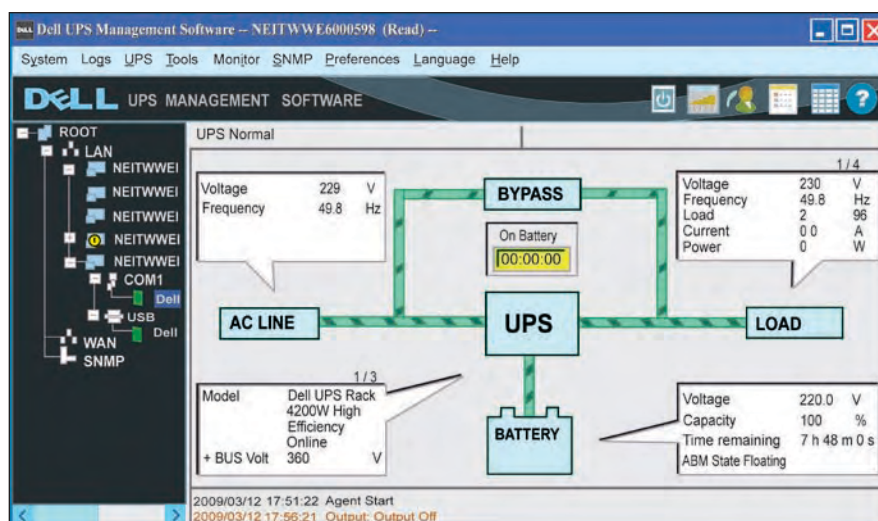 Dell UPS Management Software -- NEITWWE6000598 (Read) --
System Logs UPS Tools Monitor SNMP Preferences Language Help
DELL UPS MANAGEMENT SOFTWARE
ROOT
LAN
NEITWWEI
NEITWWEI
NEITWWEI
NEITWWEI
NEITWWEI
COM1
Dell
USB
Dell
WAN
SNMP
UPS Normal
Voltage 229 V
Frequency 49.8 Hz
BYPASS
On Battery
00:00:00
1/4
Voltage 230 V
Frequency 49.8 Hz
Load 2 96
Current 0 0 A
Power 0 W
AC LINE
UPS
LOAD
1/3
Model Dell UPS Rack
4200W High
Efficiency
Online
+ BUS Volt 360 V
BATTERY
Voltage 220.0 V
Capacity 100 %
Time remaining 7 h 48 m 0 s
ABM State Floating
2009/03/12 17:51:22 Agent Start
2009/03/12 17:56:21 Output: Output Off